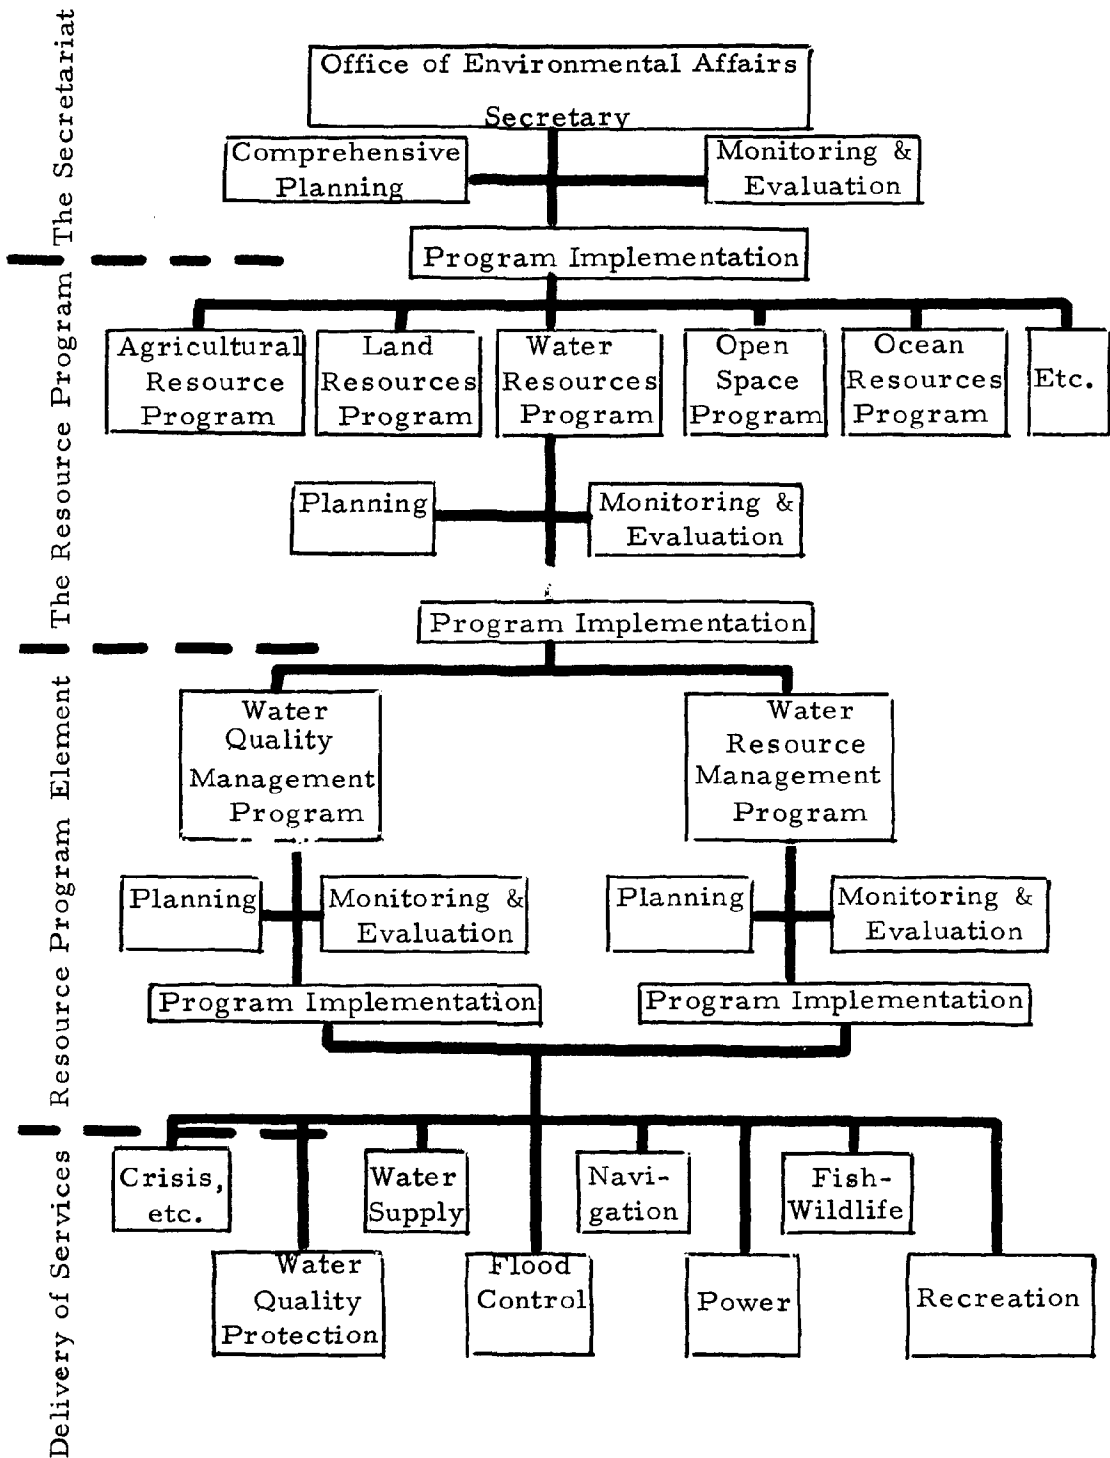 The Secretariat
Office of Environmental Affairs
Secretary
Comprehensive
Planning
Monitoring &
Evaluation
Program Implementation
The Resource Program
Agricultural
Resource
Program
Land
Resources
Program
Water
Resources
Program
Open
Space
Program
Ocean
Resources
Program
Etc.
Planning
Monitoring &
Evaluation
Program Implementation
Resource Program Element
Water
Quality
Management
Program
Water
Resource
Management
Program
Planning
Monitoring &
Evaluation
Planning
Monitoring &
Evaluation
Program Implementation
Program Implementation
Delivery of Services
Crisis,
etc.
Water
Supply
Navi-
gation
Fish-
Wildlife
Water
Quality
Protection
Flood
Control
Power
Recreation